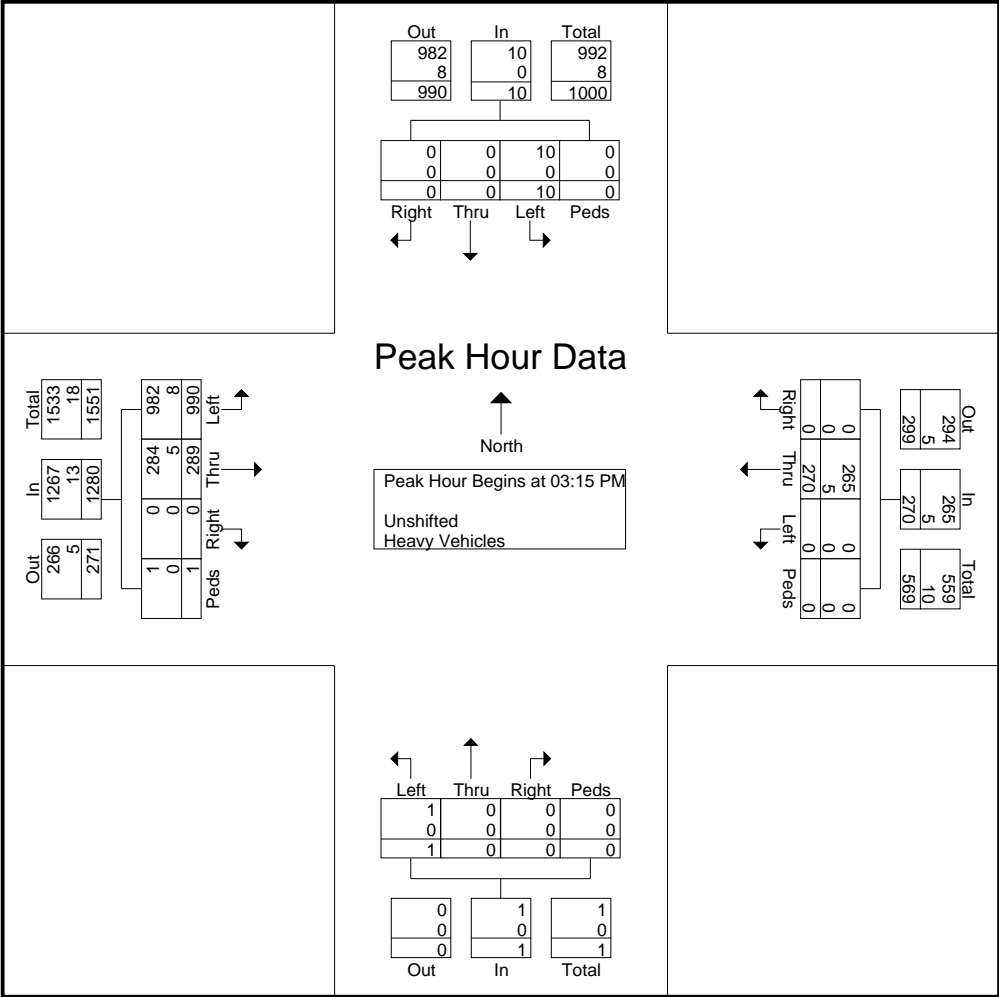 Out In Total
982 10 992
8 0 8
990 10 1000
0 0 10 0
0 0 0 0
0 0 10 0
Right Thru Left Peds
Peak Hour Data
North
Peak Hour Begins at 03:15 PM
Unshifted
Heavy Vehicles
Total
1533
18
1551
In
1267
13
1280
Out
266
5
271
982
8
990
Left
284
5
289
Thru
0
0
0
Right
1
0
1
Peds
Right
0
0
0
Thru
265
5
270
Left
0
0
0
Peds
0
0
0
Out
294
5
299
In
265
5
270
Total
559
10
569
Left Thru Right Peds
1 0 0 0
0 0 0 0
1 0 0 0
0 1 1
0 0 0
0 1 1
Out In Total